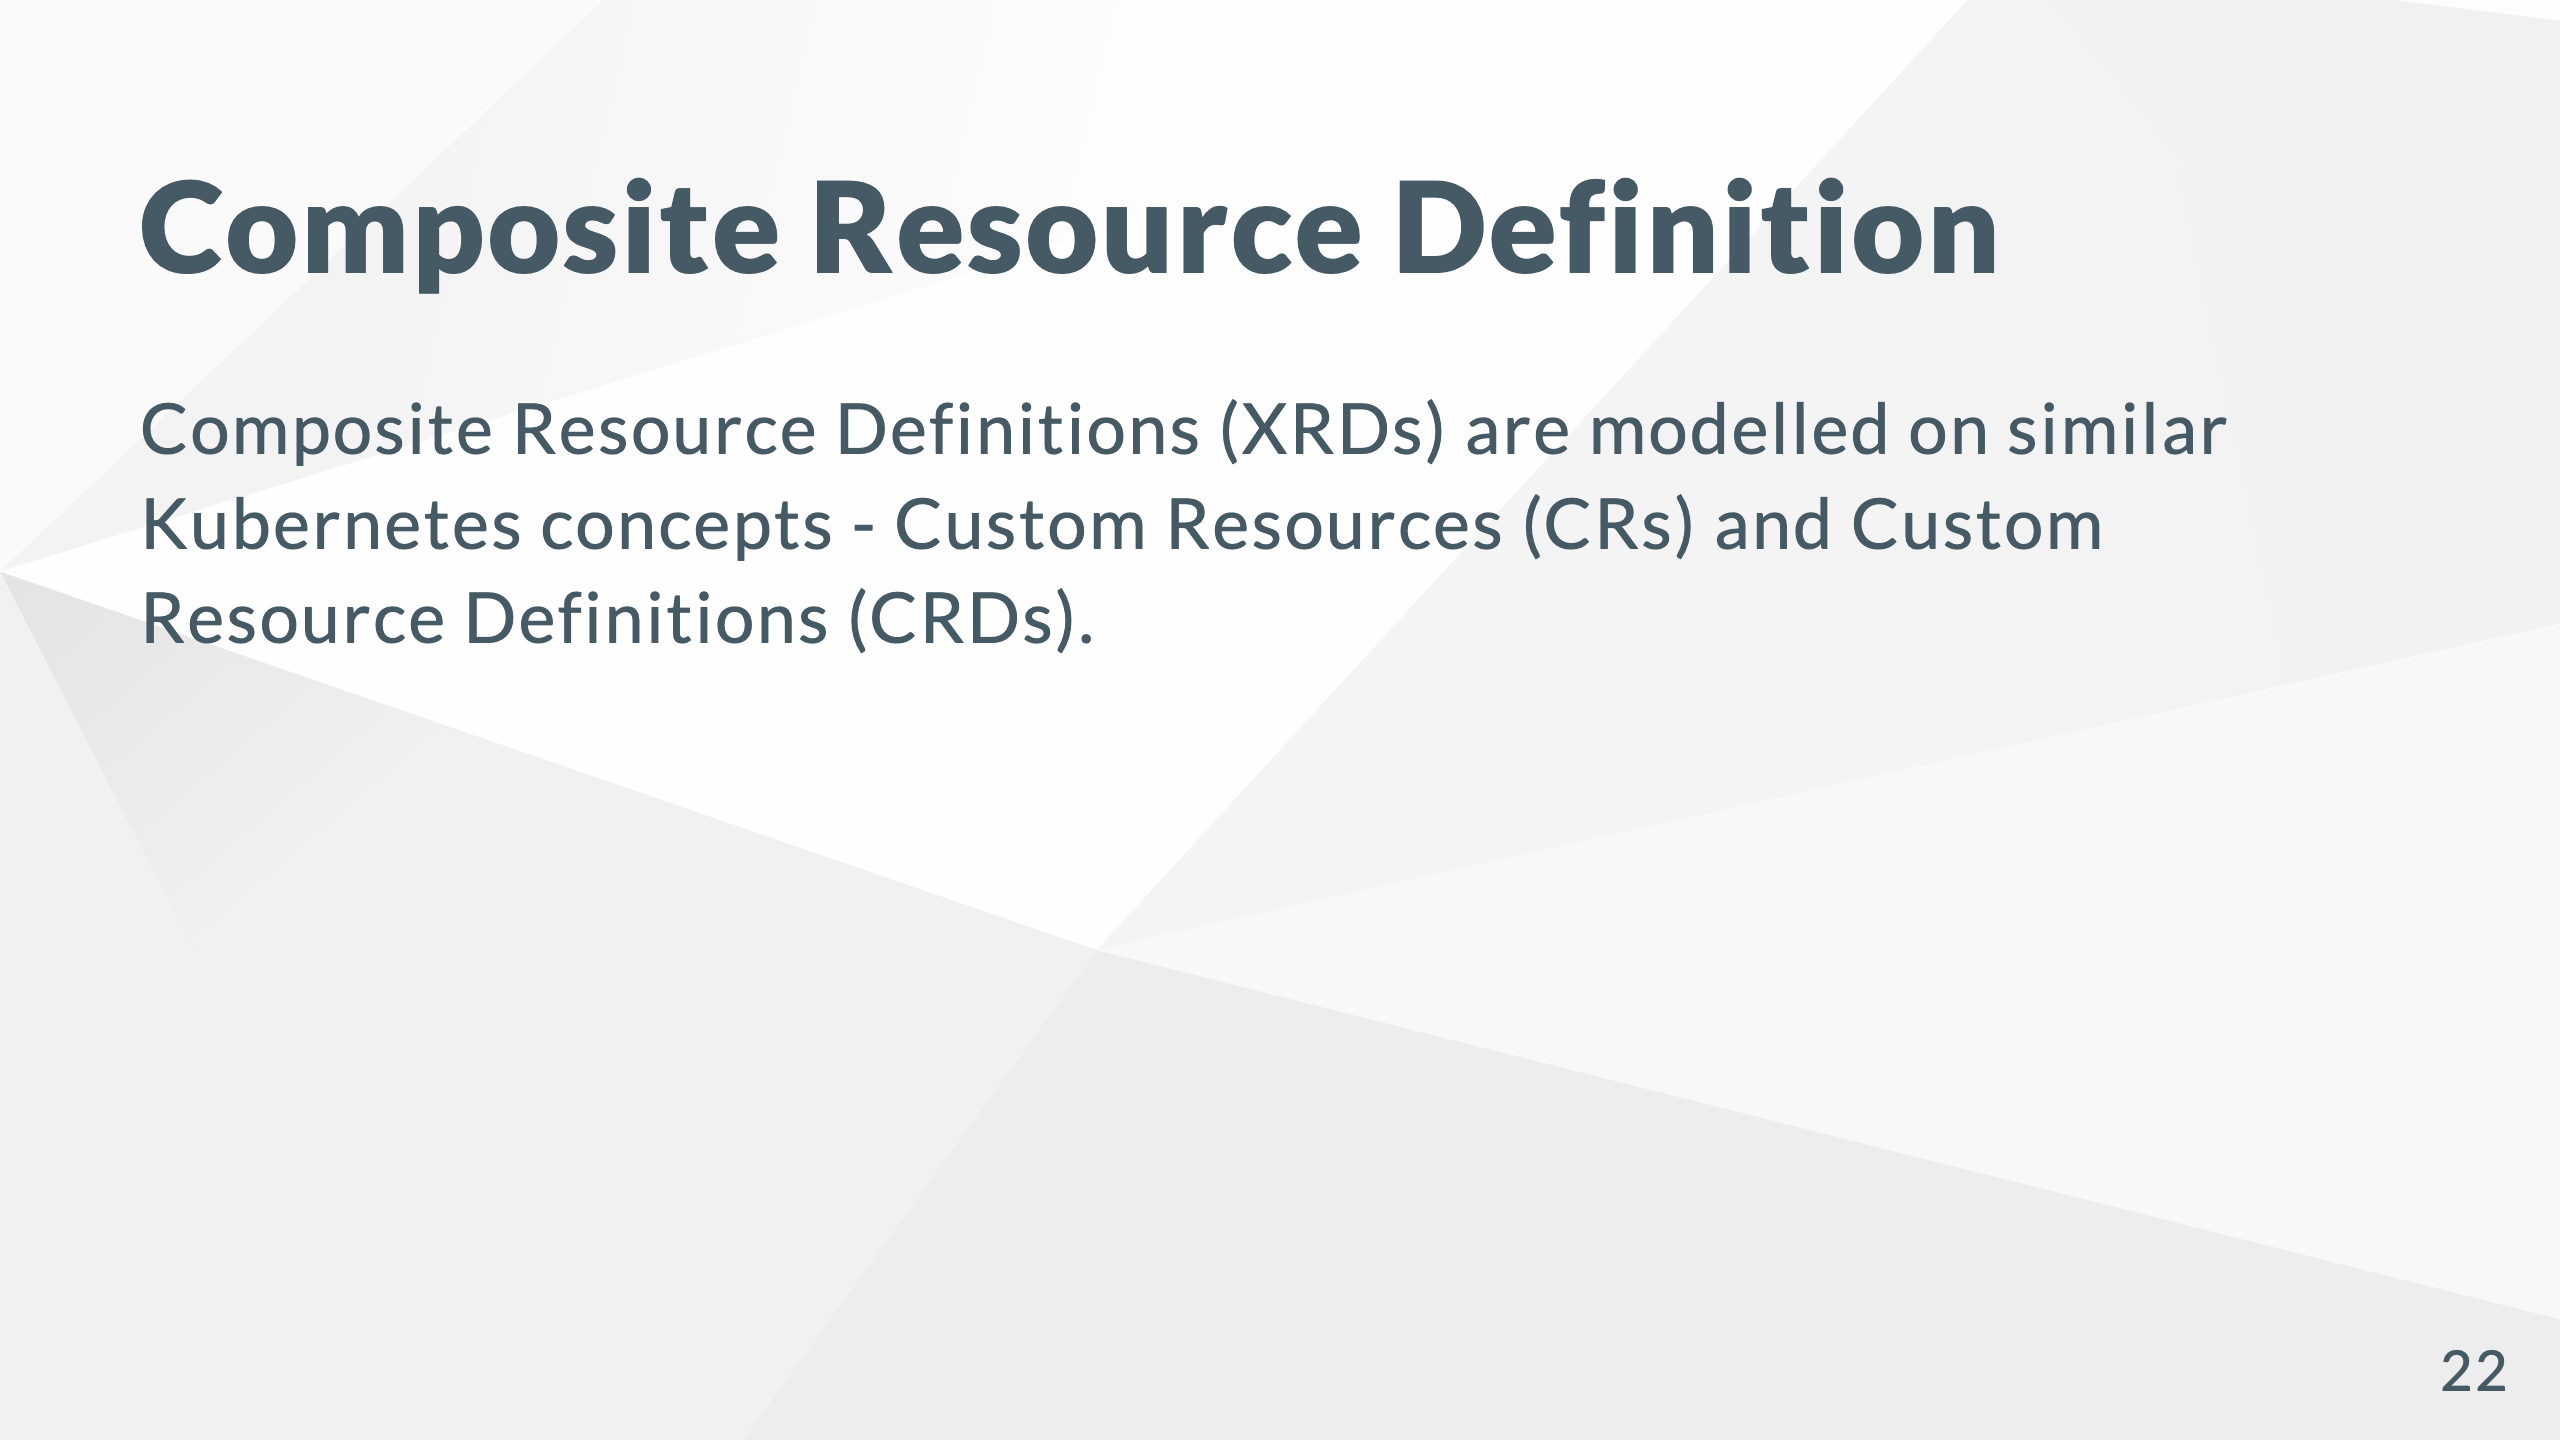 Composite Resource Definition
Composite Resource Definitions (XRDs) are modelled on similar
Kubernetes concepts - Custom Resources (CRs) and Custom
Resource Definitions (CRDs).
22